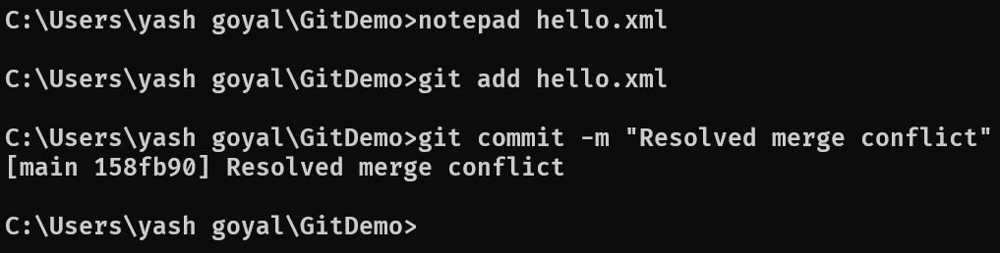 C:\Users\yash goyal\GitDemo>notepad hello.xml
C:\Users\yash goyal\GitDemo>git add hello.xml
C:\Users\yash goyal\GitDemo>git commit -m "Resolved merge conflict"
[main 158fb90] Resolved merge conflict
C:\Users\yash goyal\GitDemo>